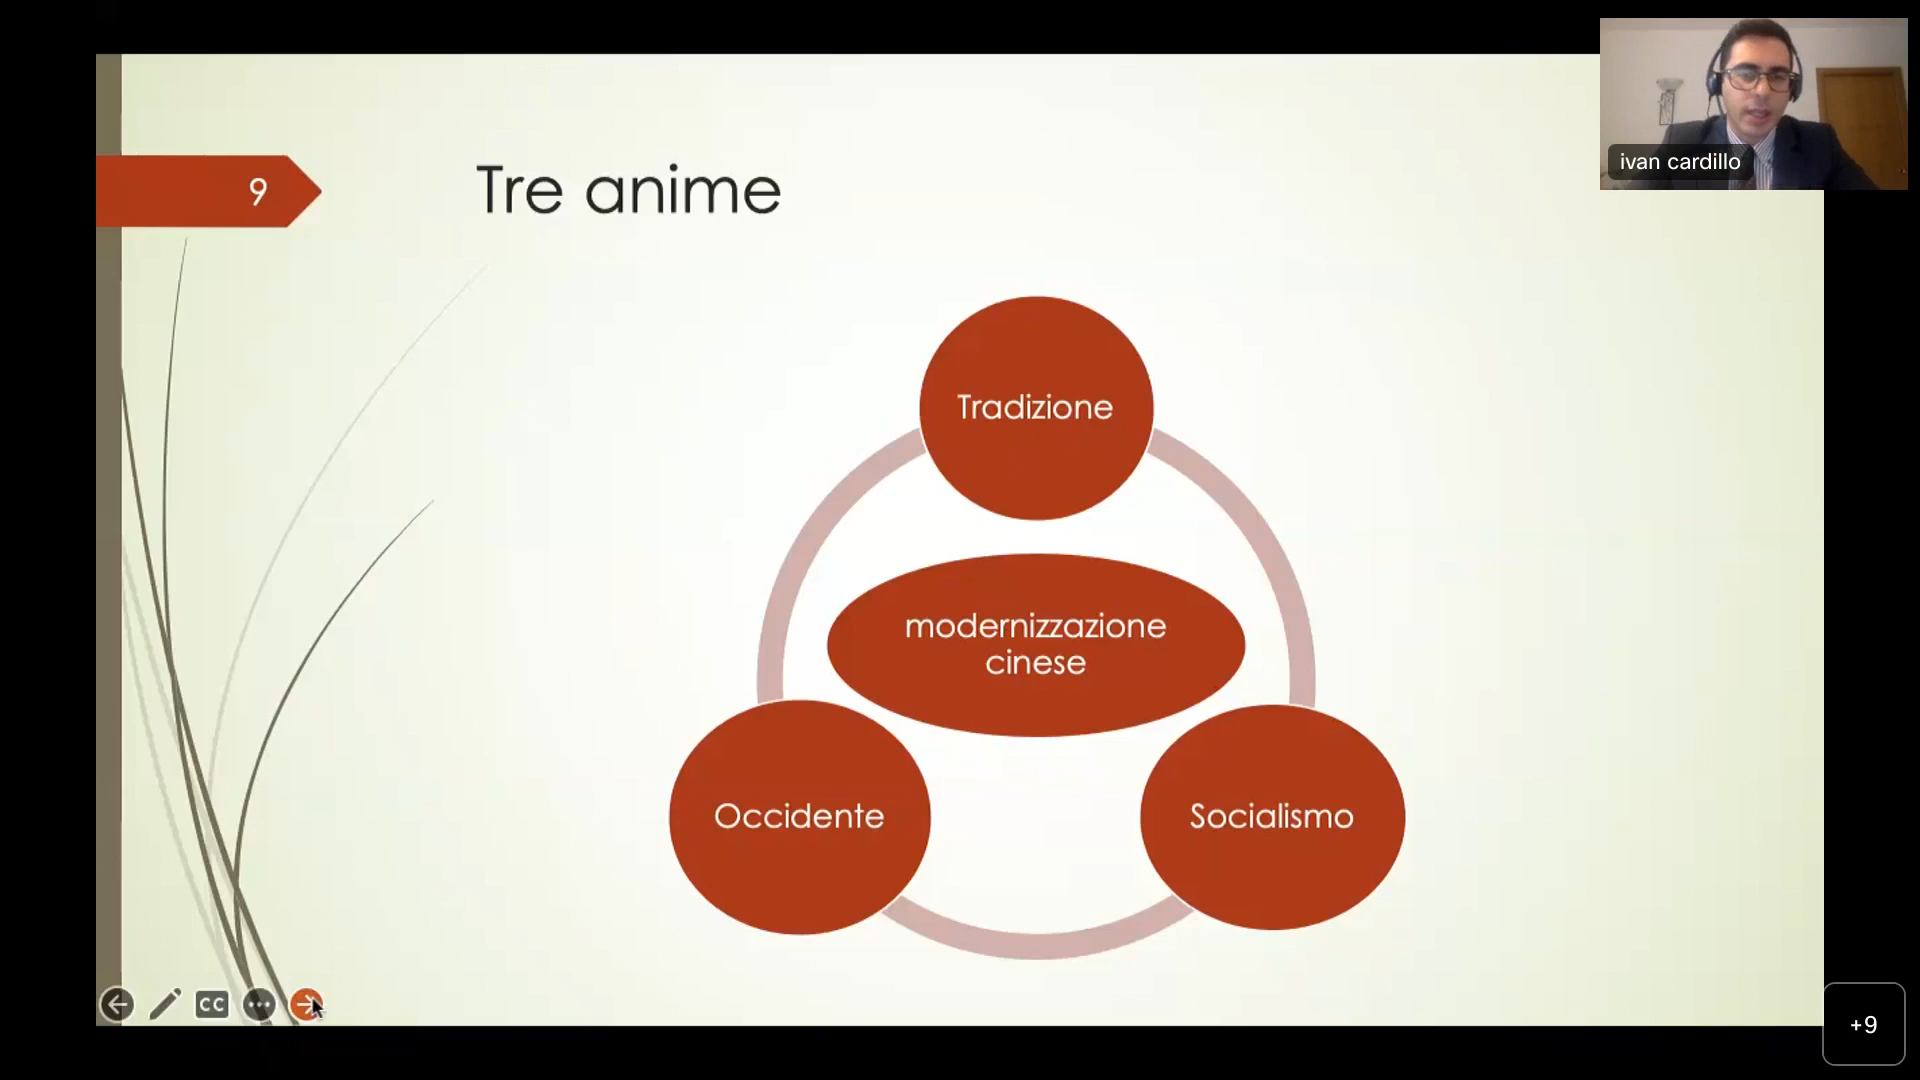 ivan cardillo
9
Tre anime
Tradizione
modernizzazione
cinese
Occidente
Socialismo
CC
+9